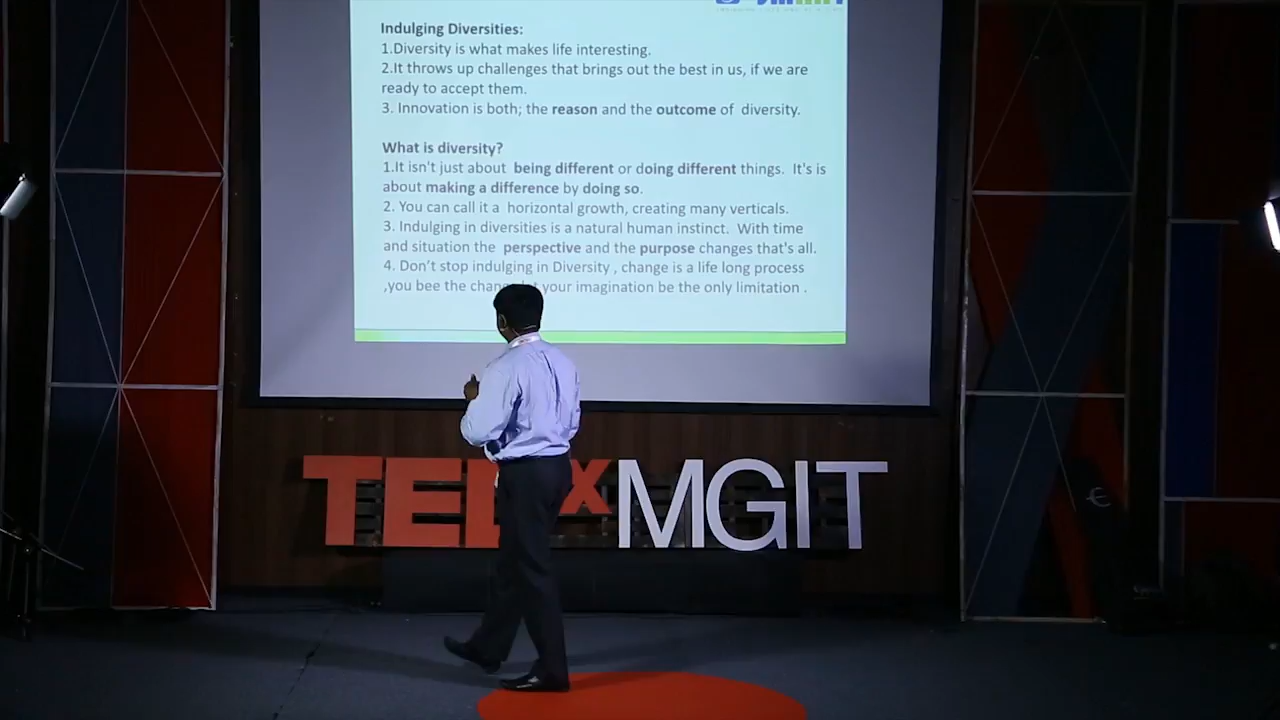 Indulging Diversities:
1.Diversity is what makes life interesting.
2.It throws up challenges that brings out the best in us, if we are
ready to accept them.
3. Innovation is both; the reason and the outcome of diversity.
What is diversity?
1.It isn't just about being different or doing different things. It's is
about making a difference by doing so.
2. You can call it a horizontal growth, creating many verticals.
3. Indulging in diversities is a natural human instinct. With time
and situation the perspective and the purpose changes that's all.
4. Don't stop indulging in Diversity , change is a life long process
,you bee the chang your imagination be the only limitation .
TEDx MGIT